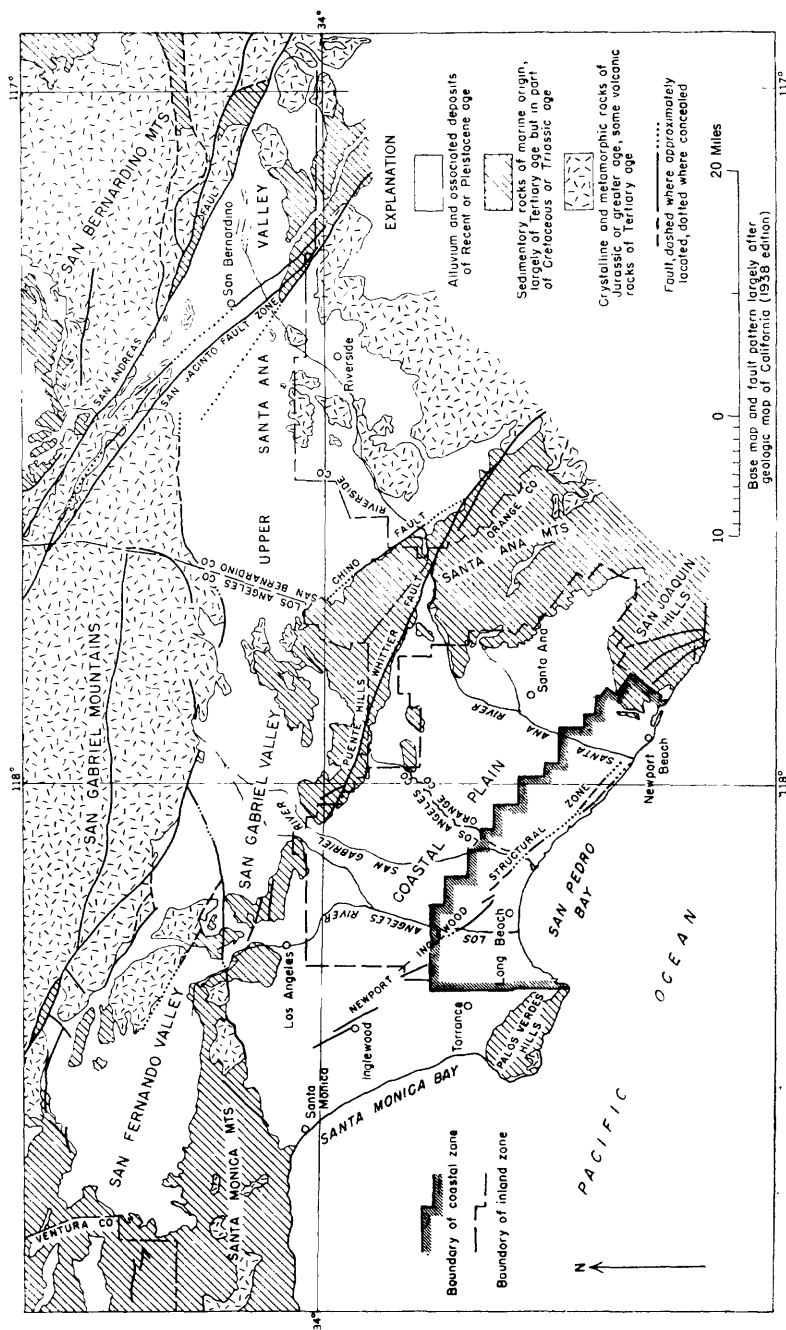 117°
34°
118°
SAN BERNARDINO MTS
SAN ANDREAS
FAULT
San Bernardino
VALLEY
SAN JACINTO FAULT ZONE
SAN GABRIEL MOUNTAINS
UPPER
SANTA ANA
Riverside
RIVERSIDE CO
LOS ANGELES CO
SAN BERNARDINO CO
CHINO
FAULT
ORANGE CO
SANTA ANA MTS
SAN GABRIEL VALLEY
PUENTE HILLS
WHITTIER
FAULT
SAN JOAQUIN
HILLS
Santa Ana
SANTA ANA RIVER
Newport
Beach
SAN FERNANDO VALLEY
VENTURA CO
SANTA MONICA MTS
Los Angeles
LOS ANGELES RIVER
SAN GABRIEL RIVER
COASTAL
PLAIN
LOS ANGELES CO
ORANGE CO
NEWPORT
INGLEWOOD
STRUCTURAL
ZONE
Santa
Monica
Inglewood
Torrance
Long Beach
PALOS VERDES
HILLS
SANTA MONICA BAY
SAN PEDRO
BAY
PACIFIC
OCEAN
Boundary of coastal zone
Boundary of inland zone
N
34°
118°
117°
EXPLANATION
Alluvium and associated deposits
of Recent or Pleistocene age
Sedimentary rocks of marine origin,
largely of Tertiary age but in part
of Cretaceous or Triassic age
Crystalline and metamorphic rocks of
Jurassic or greater age, some volcanic
rocks of Tertiary age
Fault, dashed where approximately
located, dotted where concealed
10 0 20 Miles
Base map and fault pattern largely after
geologic map of California (1938 edition)